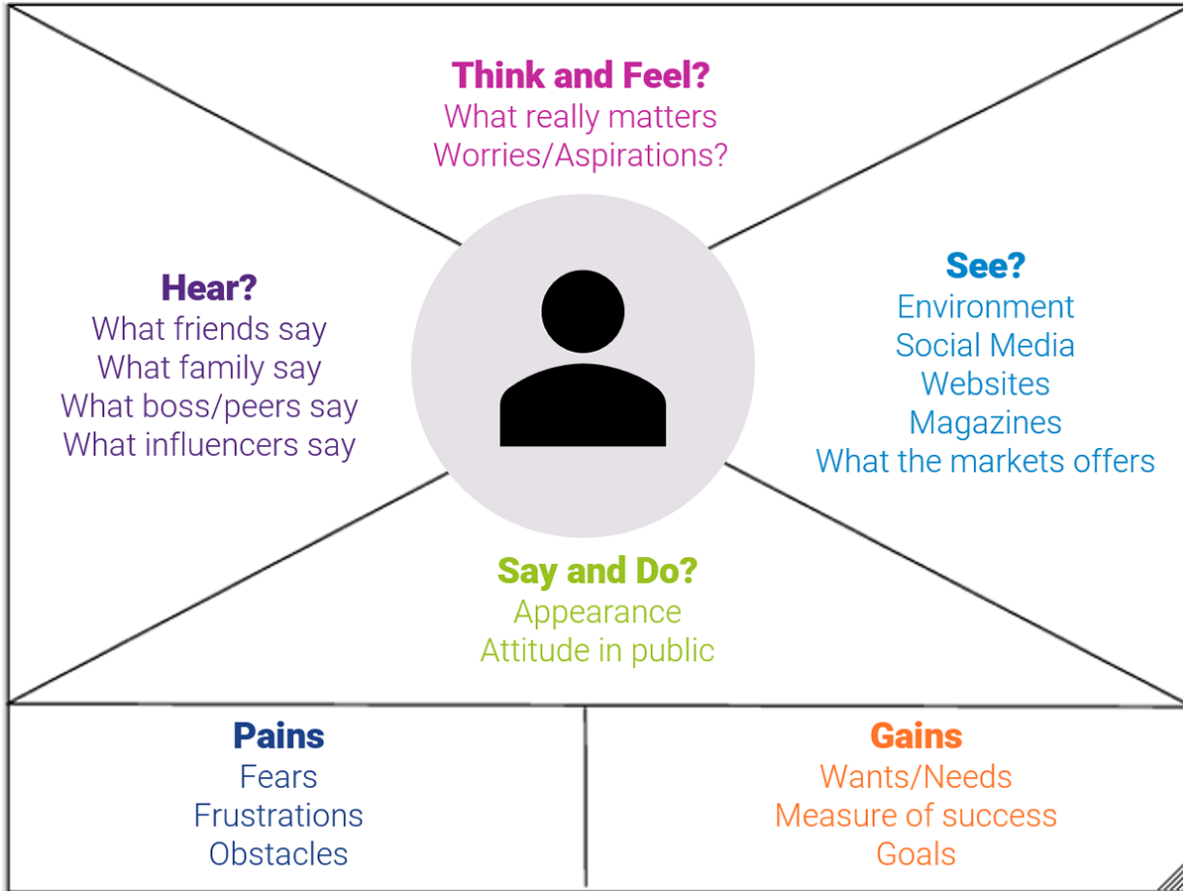 Think and Feel?
What really matters
Worries/Aspirations?
Hear?
What friends say
What family say
What boss/peers say
What influencers say
See?
Environment
Social Media
Websites
Magazines
What the markets offers
Say and Do?
Appearance
Attitude in public
Pains
Fears
Frustrations
Obstacles
Gains
Wants/Needs
Measure of success
Goals